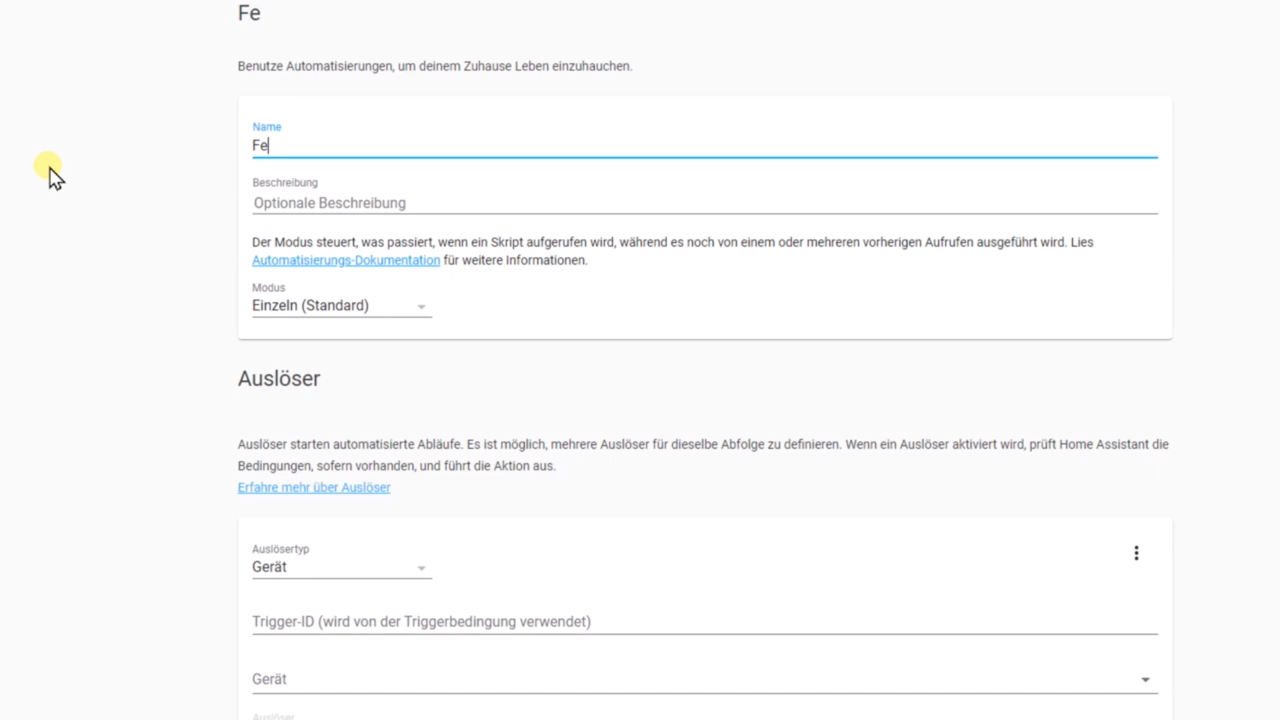 Fe
Benutze Automatisierungen, um deinem Zuhause Leben einzuhauchen.
Name
Fe
Beschreibung
Optionale Beschreibung
Der Modus steuert, was passiert, wenn ein Skript aufgerufen wird, während es noch von einem oder mehreren vorherigen Aufrufen ausgeführt wird. Lies
Automatisierungs-Dokumentation für weitere Informationen.
Modus
Einzeln (Standard)
Auslöser
Auslöser starten automatisierte Abläufe. Es ist möglich, mehrere Auslöser für dieselbe Abfolge zu definieren. Wenn ein Auslöser aktiviert wird, prüft Home Assistant die
Bedingungen, sofern vorhanden, und führt die Aktion aus.
Erfahre mehr über Auslöser
Auslösertyp
Gerät
Trigger-ID (wird von der Triggerbedingung verwendet)
Gerät
Auslöser